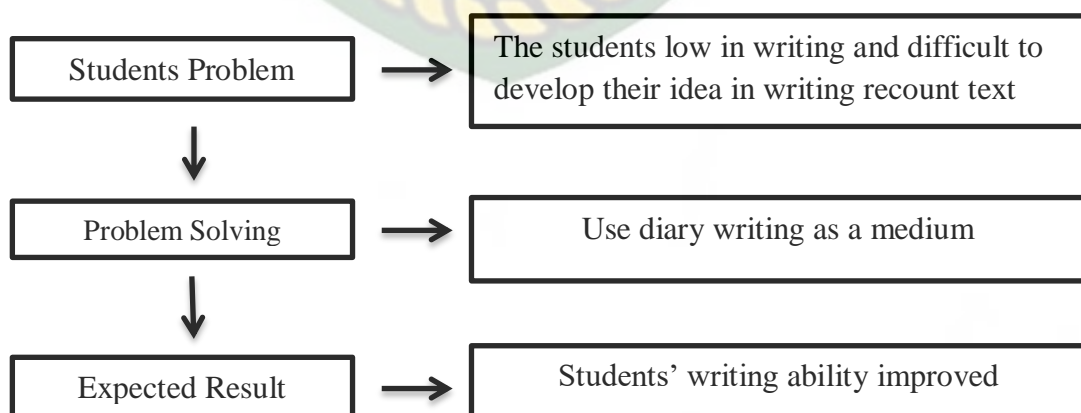 Students Problem
The students low in writing and difficult to
develop their idea in writing recount text
Problem Solving
Use diary writing as a medium
Expected Result
Students’ writing ability improved